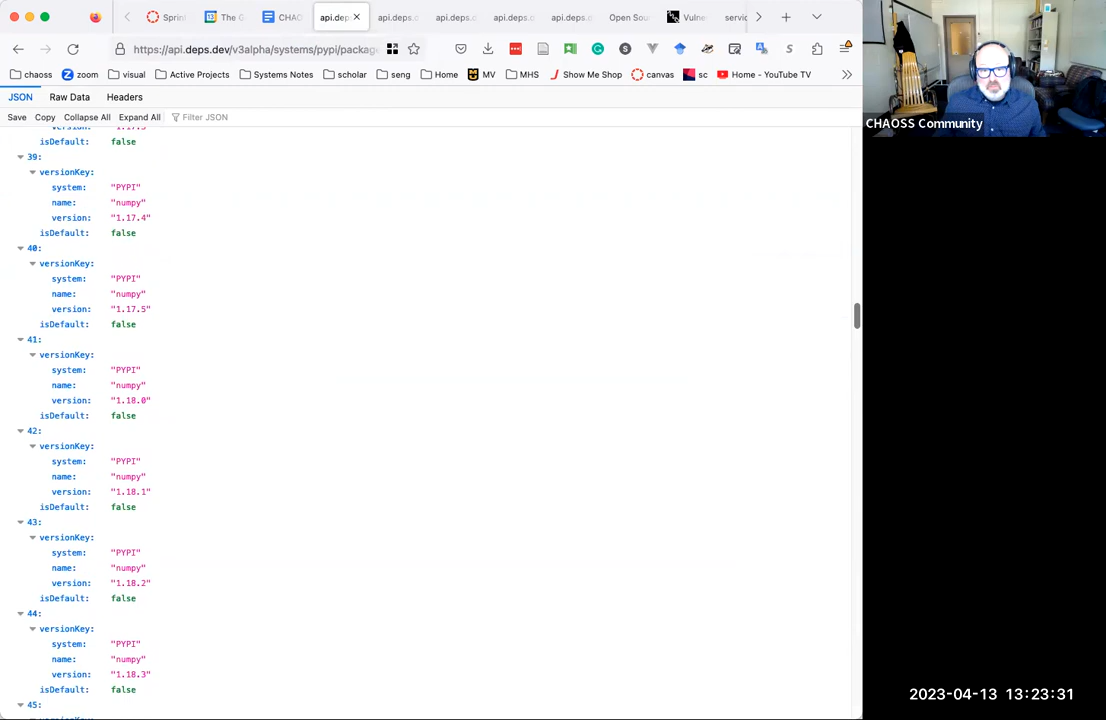 Sprin
The G
CHAO
api.dep
api.deps.c
api.deps.
api.deps.o
api.deps.
Open Sou
Vulne
servic
https://api.deps.dev/v3alpha/systems/pypi/package
chaoss
zoom
visual
Active Projects
Systems Notes
scholar
seng
Home
MV
MHS
Show Me Shop
canvas
sc
Home - YouTube TV
JSON
Raw Data
Headers
Save
Copy
Collapse All
Expand All
Filter JSON
isDefault: false
39:
versionKey:
system: "PYPI"
name: "numpy"
version: "1.17.4"
isDefault: false
40:
versionKey:
system: "PYPI"
name: "numpy"
version: "1.17.5"
isDefault: false
41:
versionKey:
system: "PYPI"
name: "numpy"
version: "1.18.0"
isDefault: false
42:
versionKey:
system: "PYPI"
name: "numpy"
version: "1.18.1"
isDefault: false
43:
versionKey:
system: "PYPI"
name: "numpy"
version: "1.18.2"
isDefault: false
44:
versionKey:
system: "PYPI"
name: "numpy"
version: "1.18.3"
isDefault: false
45:
CHAOSS Community
2023-04-13 13:23:31